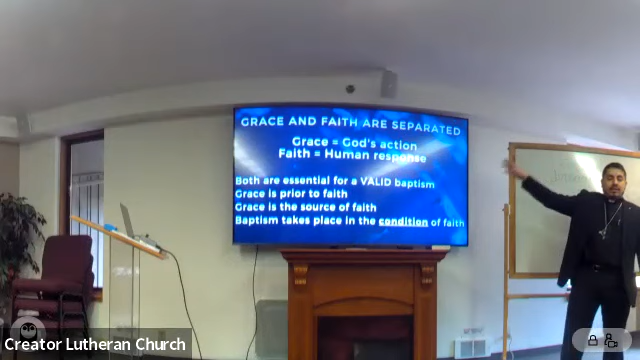 GRACE AND FAITH ARE SEPARATED
Grace = God's action
Faith = Human response
Both are essential for a VALID baptism
Grace is prior to faith
Grace is the source of faith
Baptism takes place in the condition of faith
Creator Lutheran Church